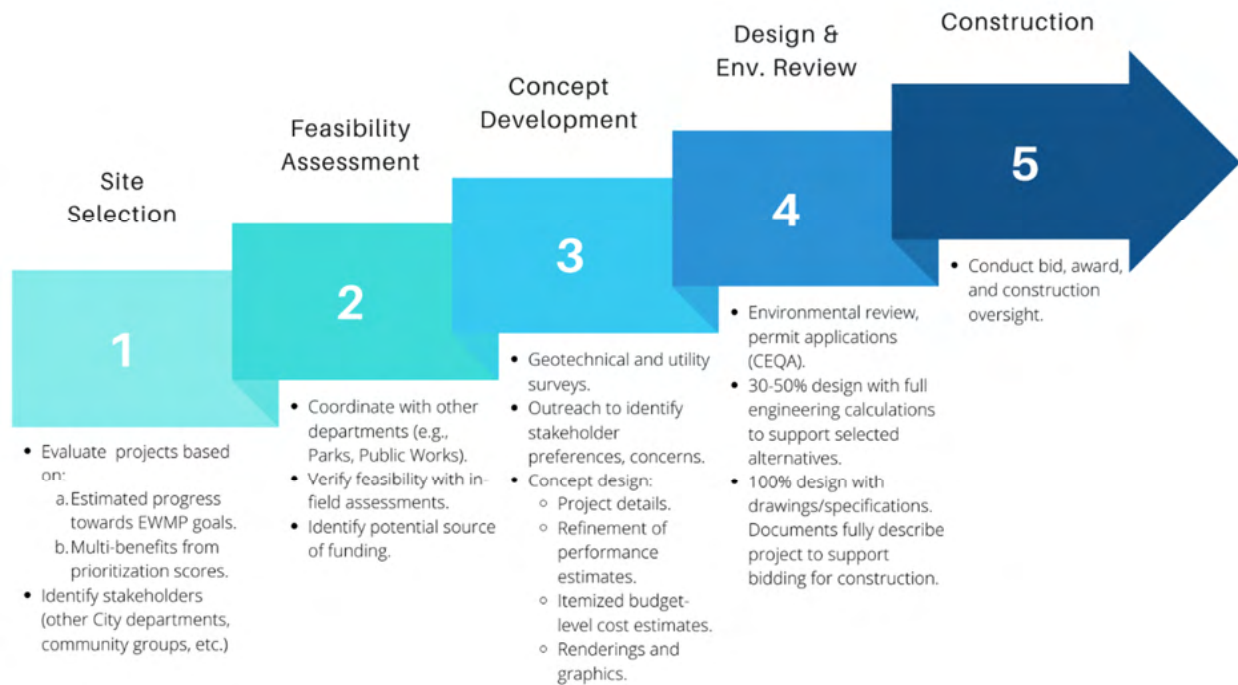 Site
Selection
1
• Evaluate projects based
on:
a. Estimated progress
towards EWMP goals.
b. Multi-benefits from
prioritization scores.
• Identify stakeholders
(other City departments,
community groups, etc.)
Feasibility
Assessment
2
• Coordinate with other
departments (e.g.,
Parks, Public Works).
• Verify feasibility with in-
field assessments.
• Identify potential source
of funding.
Concept
Development
3
• Geotechnical and utility
surveys.
• Outreach to identify
stakeholder
preferences, concerns.
• Concept design:
○ Project details.
○ Refinement of
performance
estimates.
○ Itemized budget-
level cost estimates.
○ Renderings and
graphics.
Design &
Env. Review
4
• Environmental review,
permit applications
(CEQA).
• 30-50% design with full
engineering calculations
to support selected
alternatives.
• 100% design with
drawings/specifications.
Documents fully describe
project to support
bidding for construction.
Construction
5
• Conduct bid, award,
and construction
oversight.